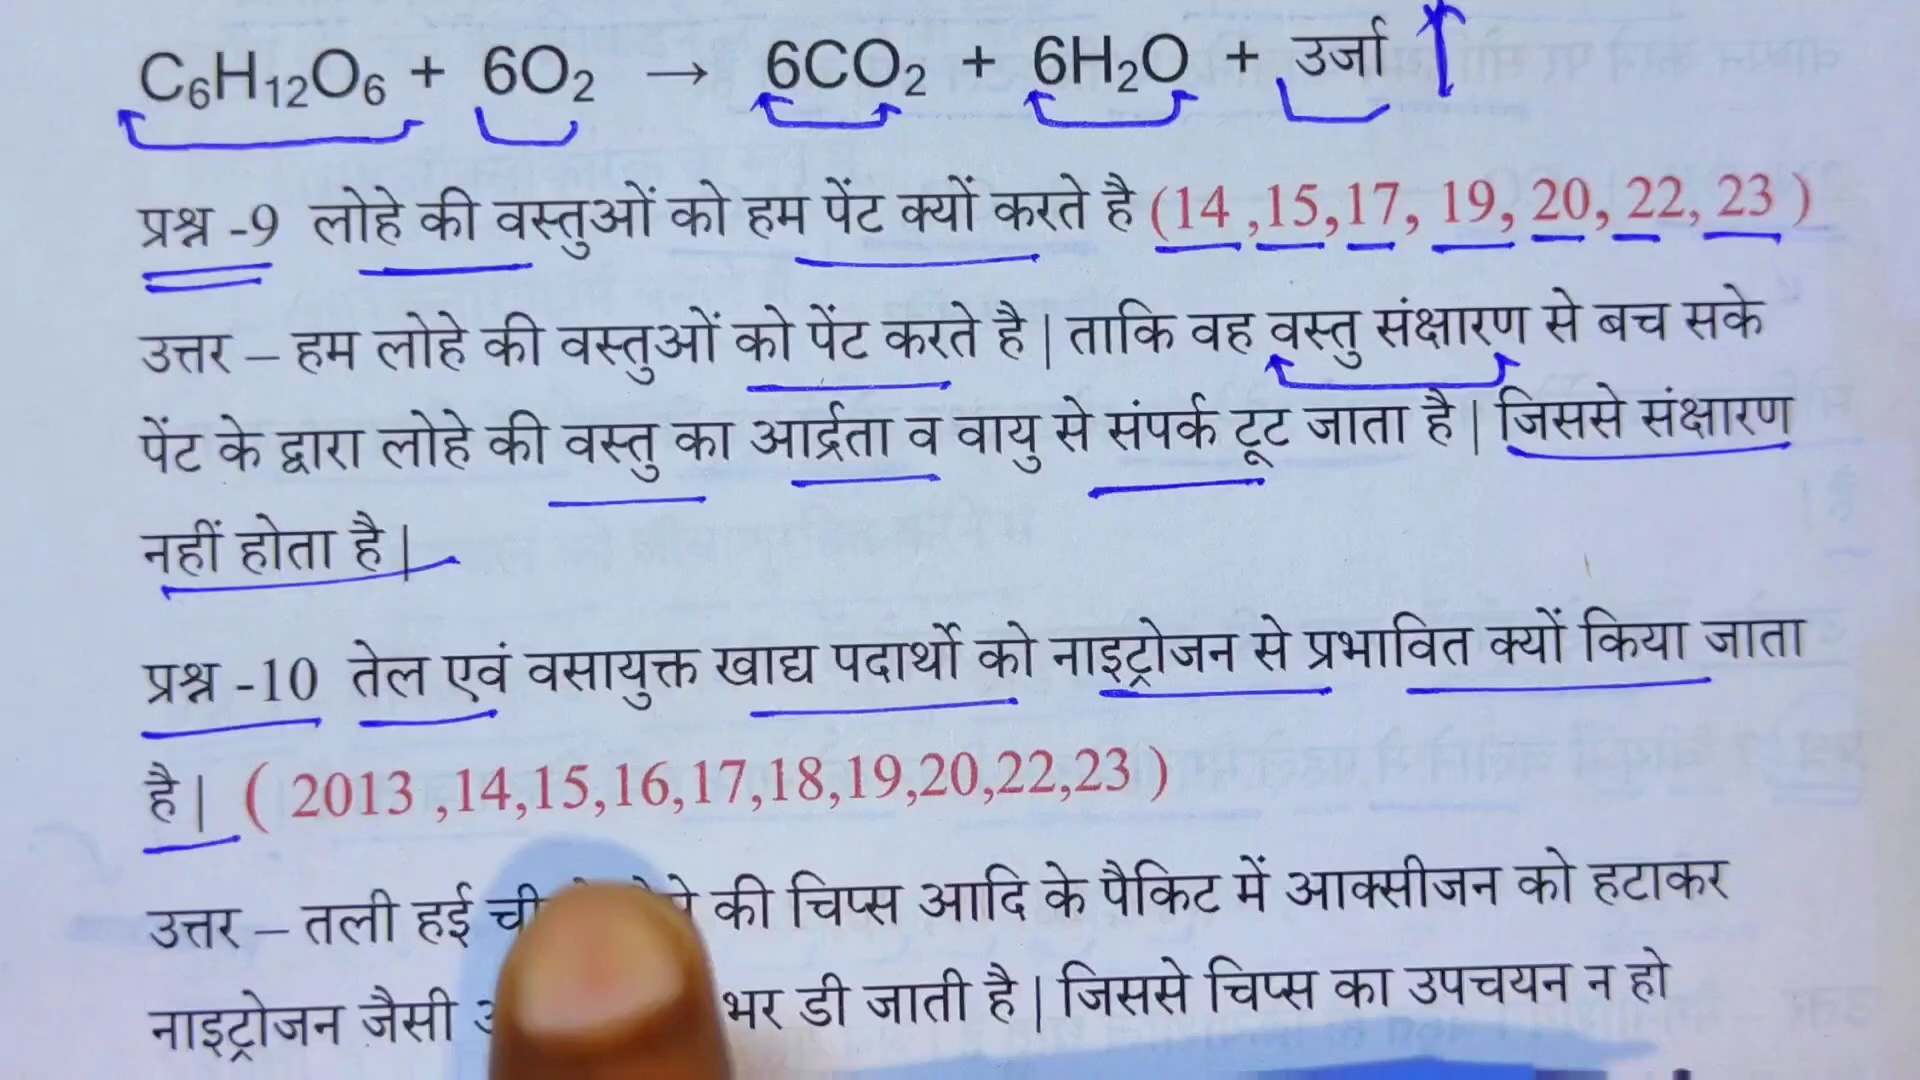 C₆H₁₂O₆ + 6O₂ → 6CO₂ + 6H₂O + उर्जा ↑
प्रश्न -9 लोहे की वस्तुओं को हम पेंट क्यों करते है (14 ,15,17, 19, 20, 22, 23 )
उत्तर – हम लोहे की वस्तुओं को पेंट करते है | ताकि वह वस्तु संक्षारण से बच सके
पेंट के द्वारा लोहे की वस्तु का आर्द्रता व वायु से संपर्क टूट जाता है | जिससे संक्षारण
नहीं होता है |
प्रश्न -10 तेल एवं वसायुक्त खाद्य पदार्थो को नाइट्रोजन से प्रभावित क्यों किया जाता
है | ( 2013 ,14,15,16,17,18,19,20,22,23 )
उत्तर – तली हुई की चिप्स आदि के पैकिट में आक्सीजन को हटाकर
नाइट्रोजन जैसी भर डी जाती है | जिससे चिप्स का उपचयन न हो